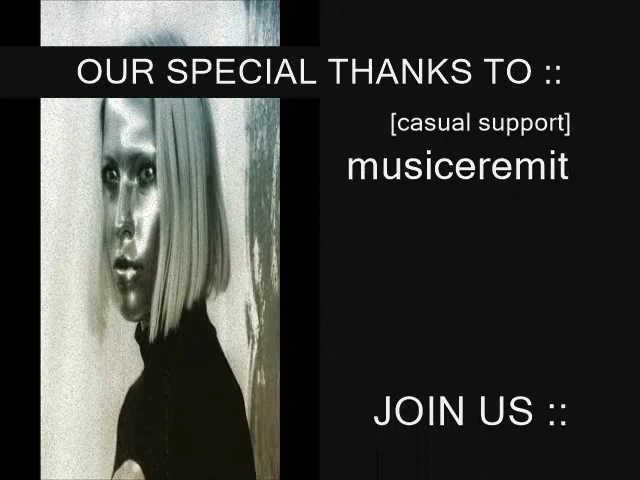 OUR SPECIAL THANKS TO ::
[casual support]
musiceremit
JOIN US ::